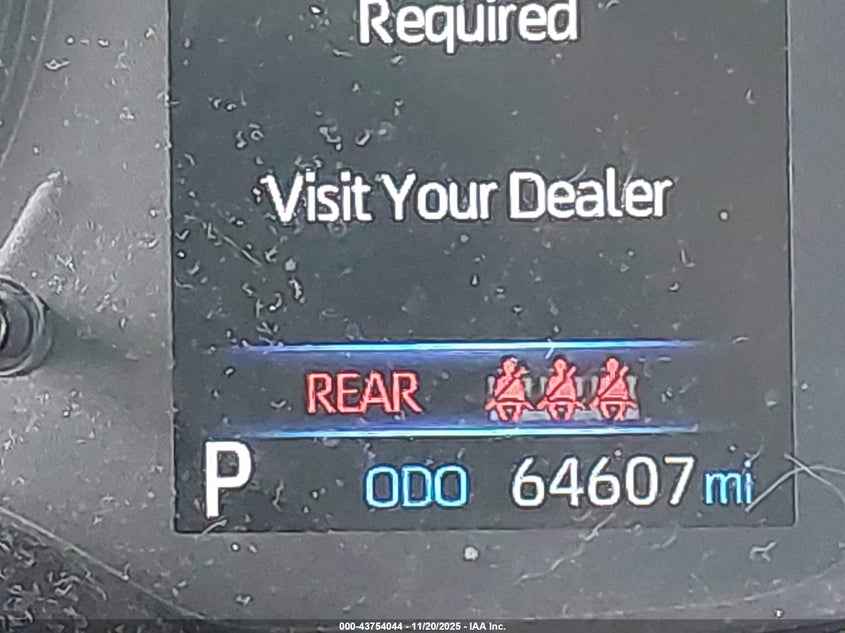 Required
Visit Your Dealer
REAR
P ODO 64607 mi
000-43754044 - 11/20/2025 - IAA Inc.